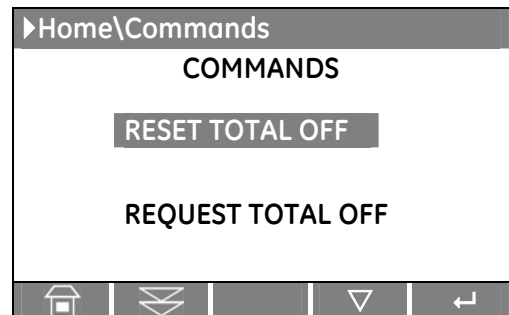 Home\Commands
COMMANDS
RESET TOTAL OFF
REQUEST TOTAL OFF